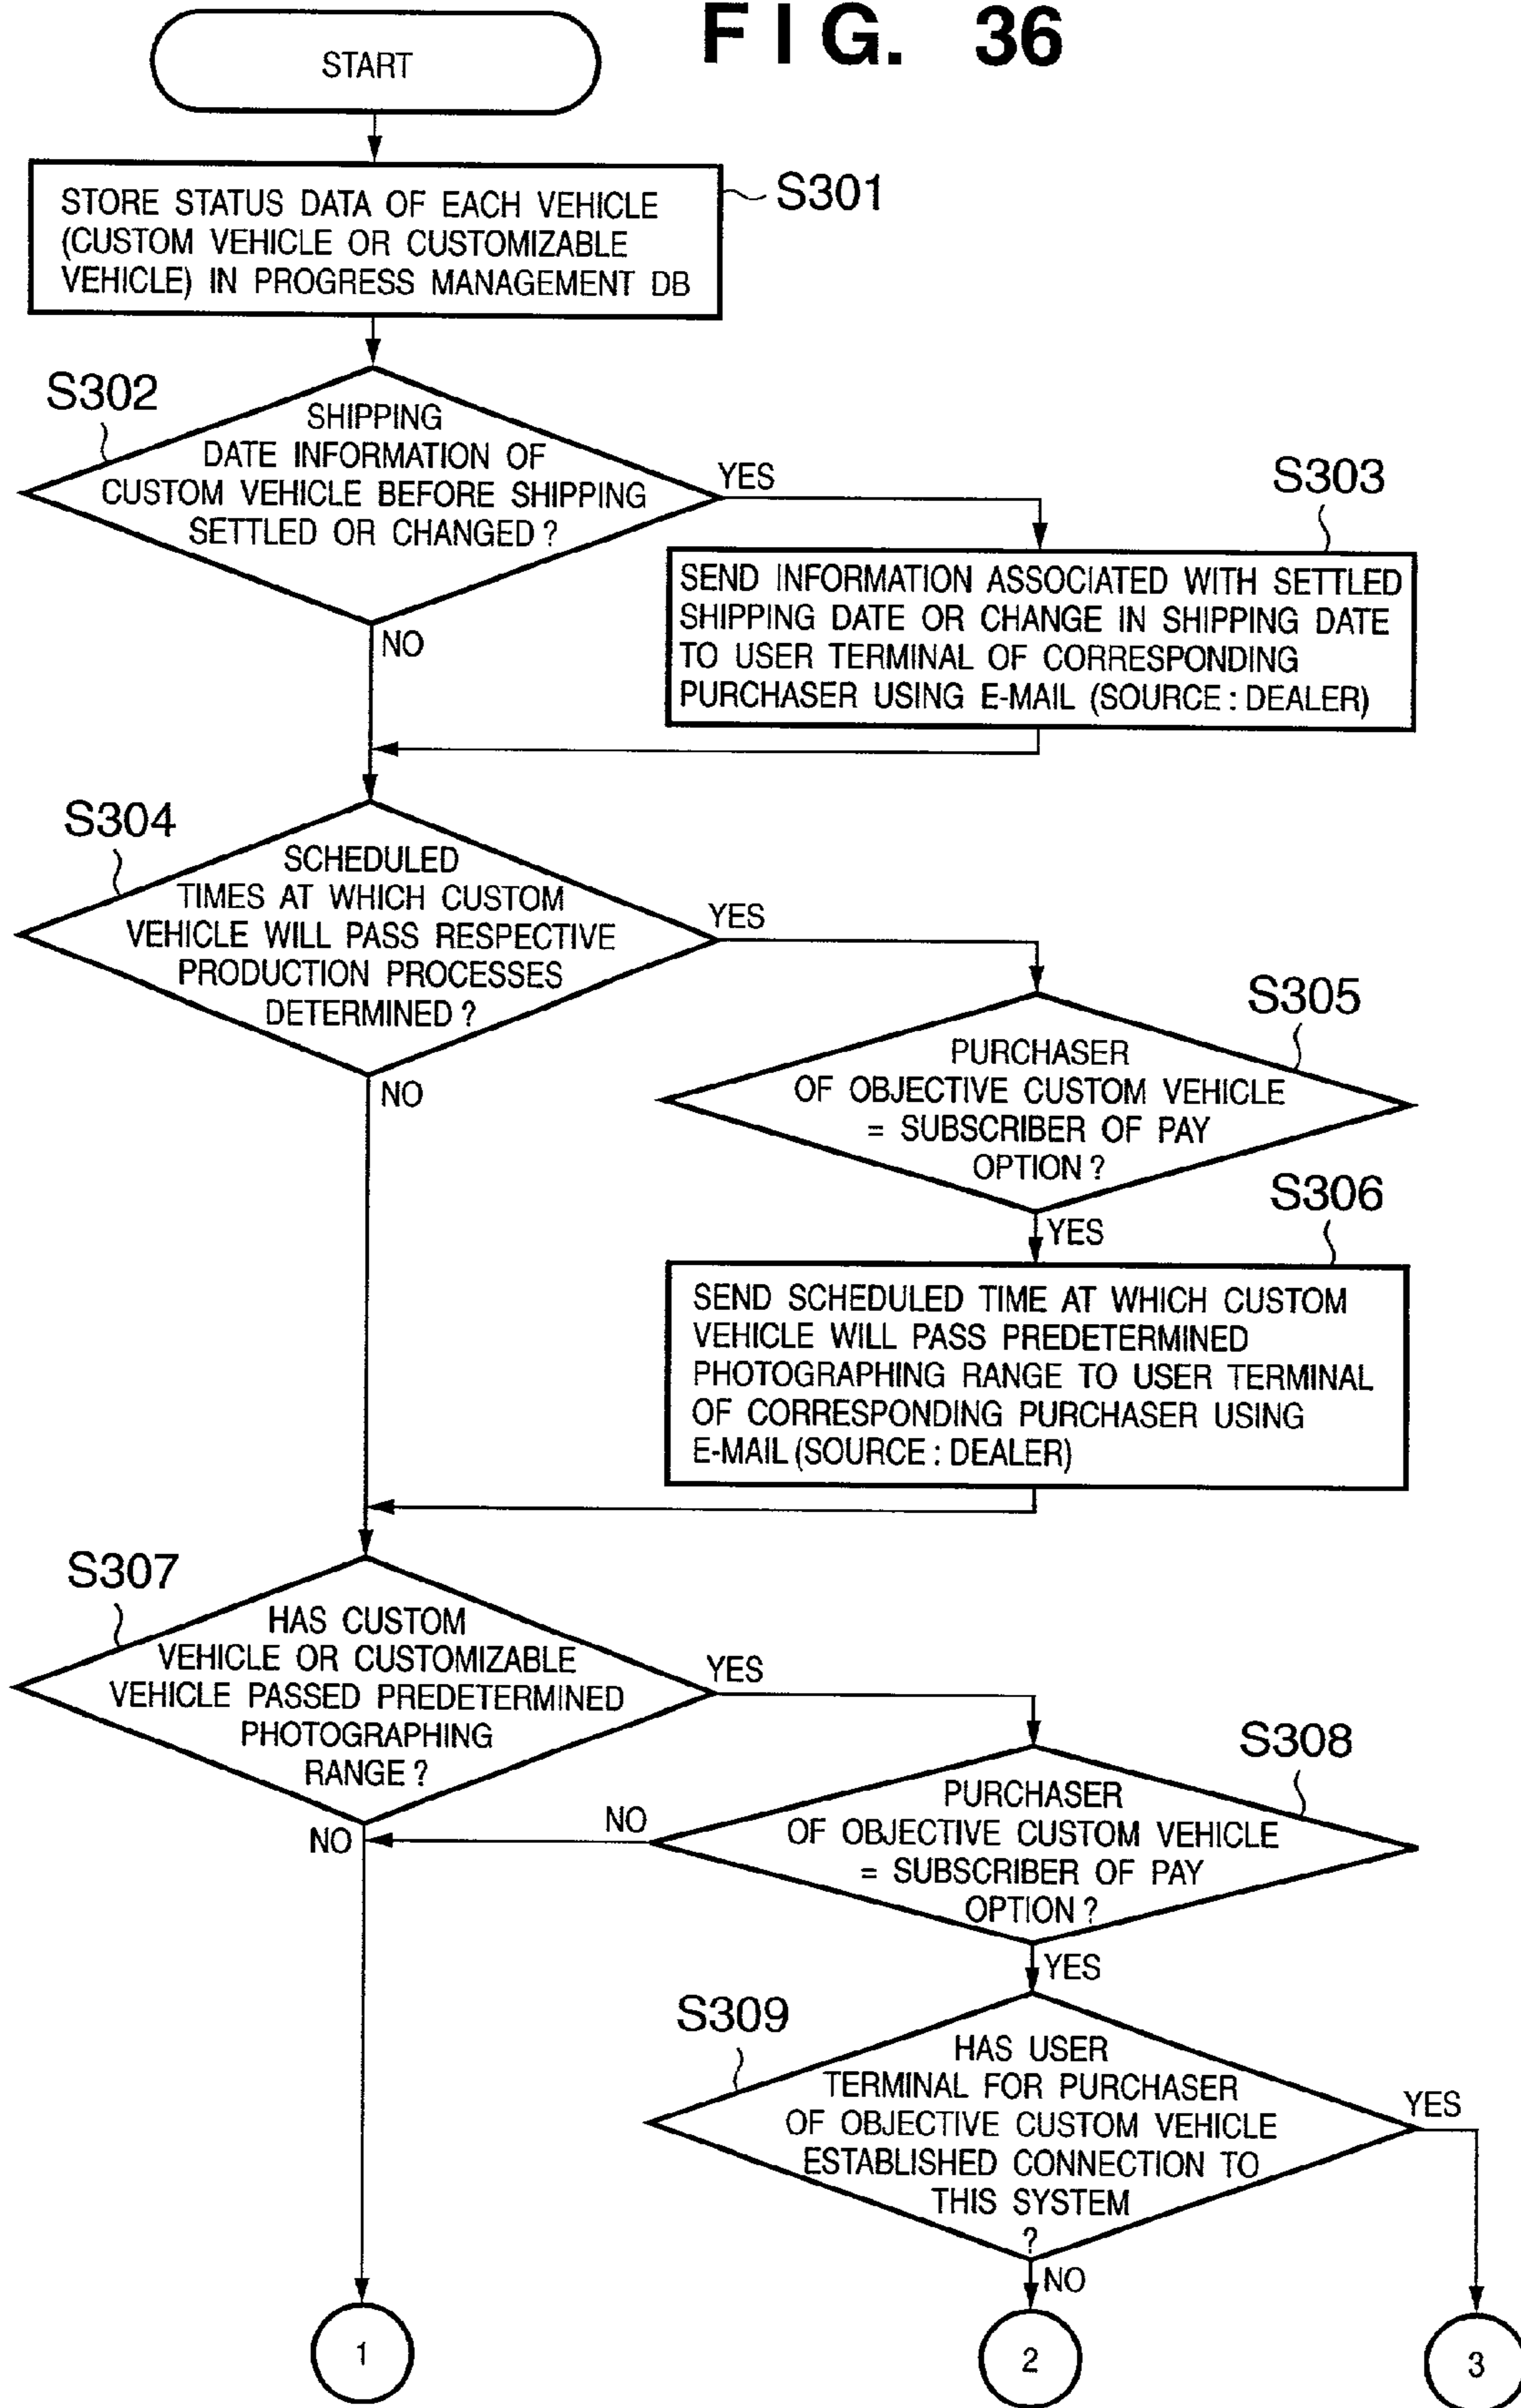 FIG. 36
START
STORE STATUS DATA OF EACH VEHICLE
(CUSTOM VEHICLE OR CUSTOMIZABLE
VEHICLE) IN PROGRESS MANAGEMENT DB
S301
S302
SHIPPING
DATE INFORMATION OF
CUSTOM VEHICLE BEFORE SHIPPING
SETTLED OR CHANGED ?
YES
NO
S303
SEND INFORMATION ASSOCIATED WITH SETTLED
SHIPPING DATE OR CHANGE IN SHIPPING DATE
TO USER TERMINAL OF CORRESPONDING
PURCHASER USING E-MAIL (SOURCE : DEALER)
S304
SCHEDULED
TIMES AT WHICH CUSTOM
VEHICLE WILL PASS RESPECTIVE
PRODUCTION PROCESSES
DETERMINED ?
YES
NO
S305
PURCHASER
OF OBJECTIVE CUSTOM VEHICLE
= SUBSCRIBER OF PAY
OPTION ?
YES
S306
SEND SCHEDULED TIME AT WHICH CUSTOM
VEHICLE WILL PASS PREDETERMINED
PHOTOGRAPHING RANGE TO USER TERMINAL
OF CORRESPONDING PURCHASER USING
E-MAIL (SOURCE : DEALER)
S307
HAS CUSTOM
VEHICLE OR CUSTOMIZABLE
VEHICLE PASSED PREDETERMINED
PHOTOGRAPHING
RANGE ?
YES
NO
S308
PURCHASER
OF OBJECTIVE CUSTOM VEHICLE
= SUBSCRIBER OF PAY
OPTION ?
NO
YES
S309
HAS USER
TERMINAL FOR PURCHASER
OF OBJECTIVE CUSTOM VEHICLE
ESTABLISHED CONNECTION TO
THIS SYSTEM
?
YES
NO
1
2
3